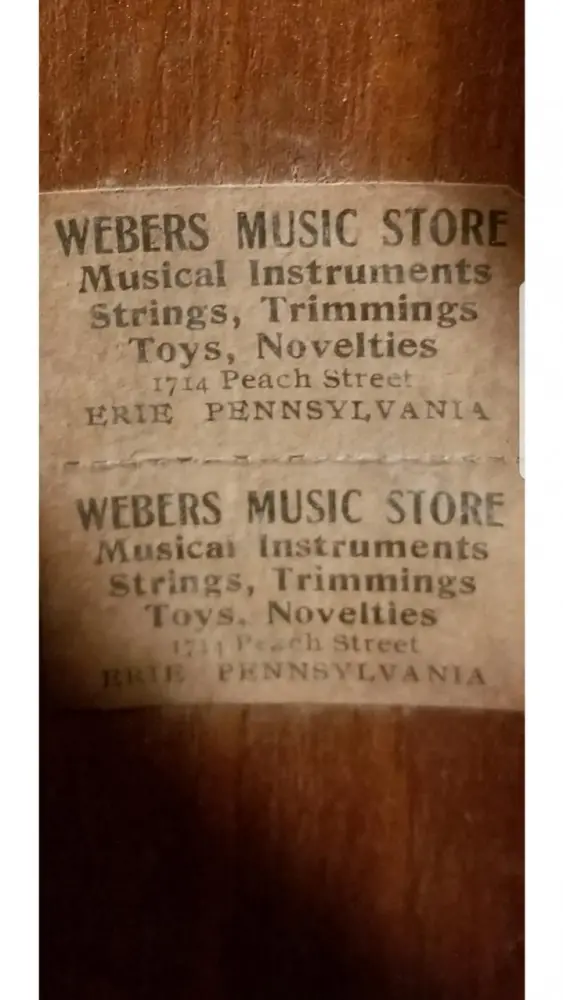 WEBERS MUSIC STORE
Musical Instruments
Strings, Trimmings
Toys, Novelties
1714 Peach Street
ERIE PENNSYLVANIA
WEBERS MUSIC STORE
Musical Instruments
Strings, Trimmings
Toys, Novelties
1714 Peach Street
ERIE PENNSYLVANIA